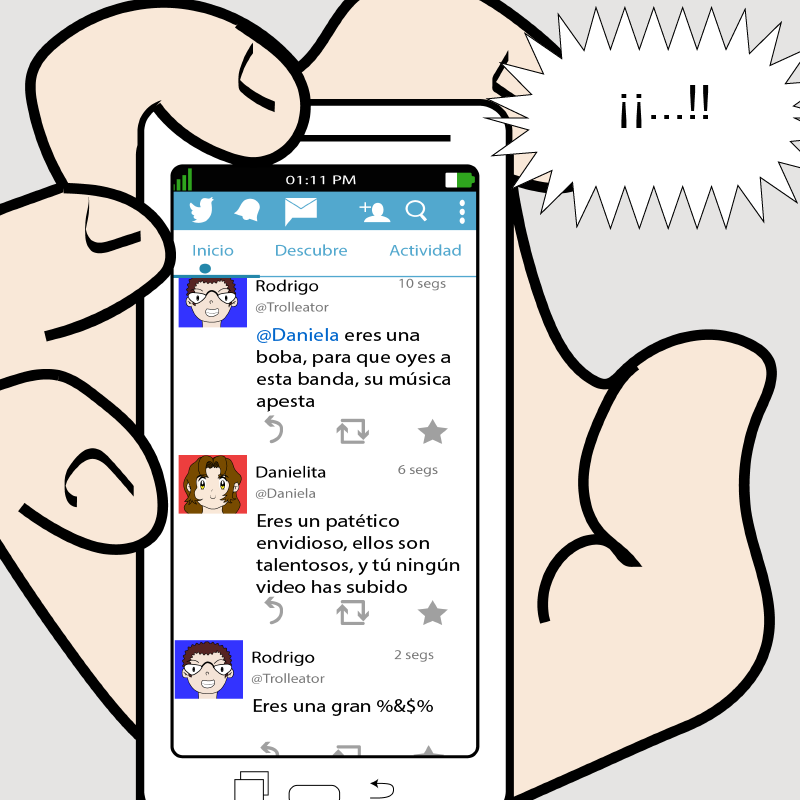 ¡¡...!!
01:11 PM
Inicio Descubre Actividad
Rodrigo 10 segs
@Trolleator
@Daniela eres una
boba, para que oyes a
esta banda, su música
apesta
Danielita 6 segs
@Daniela
Eres un patético
envidioso, ellos son
talentosos, y tú ningún
video has subido
Rodrigo 2 segs
@Trolleator
Eres una gran %&$%